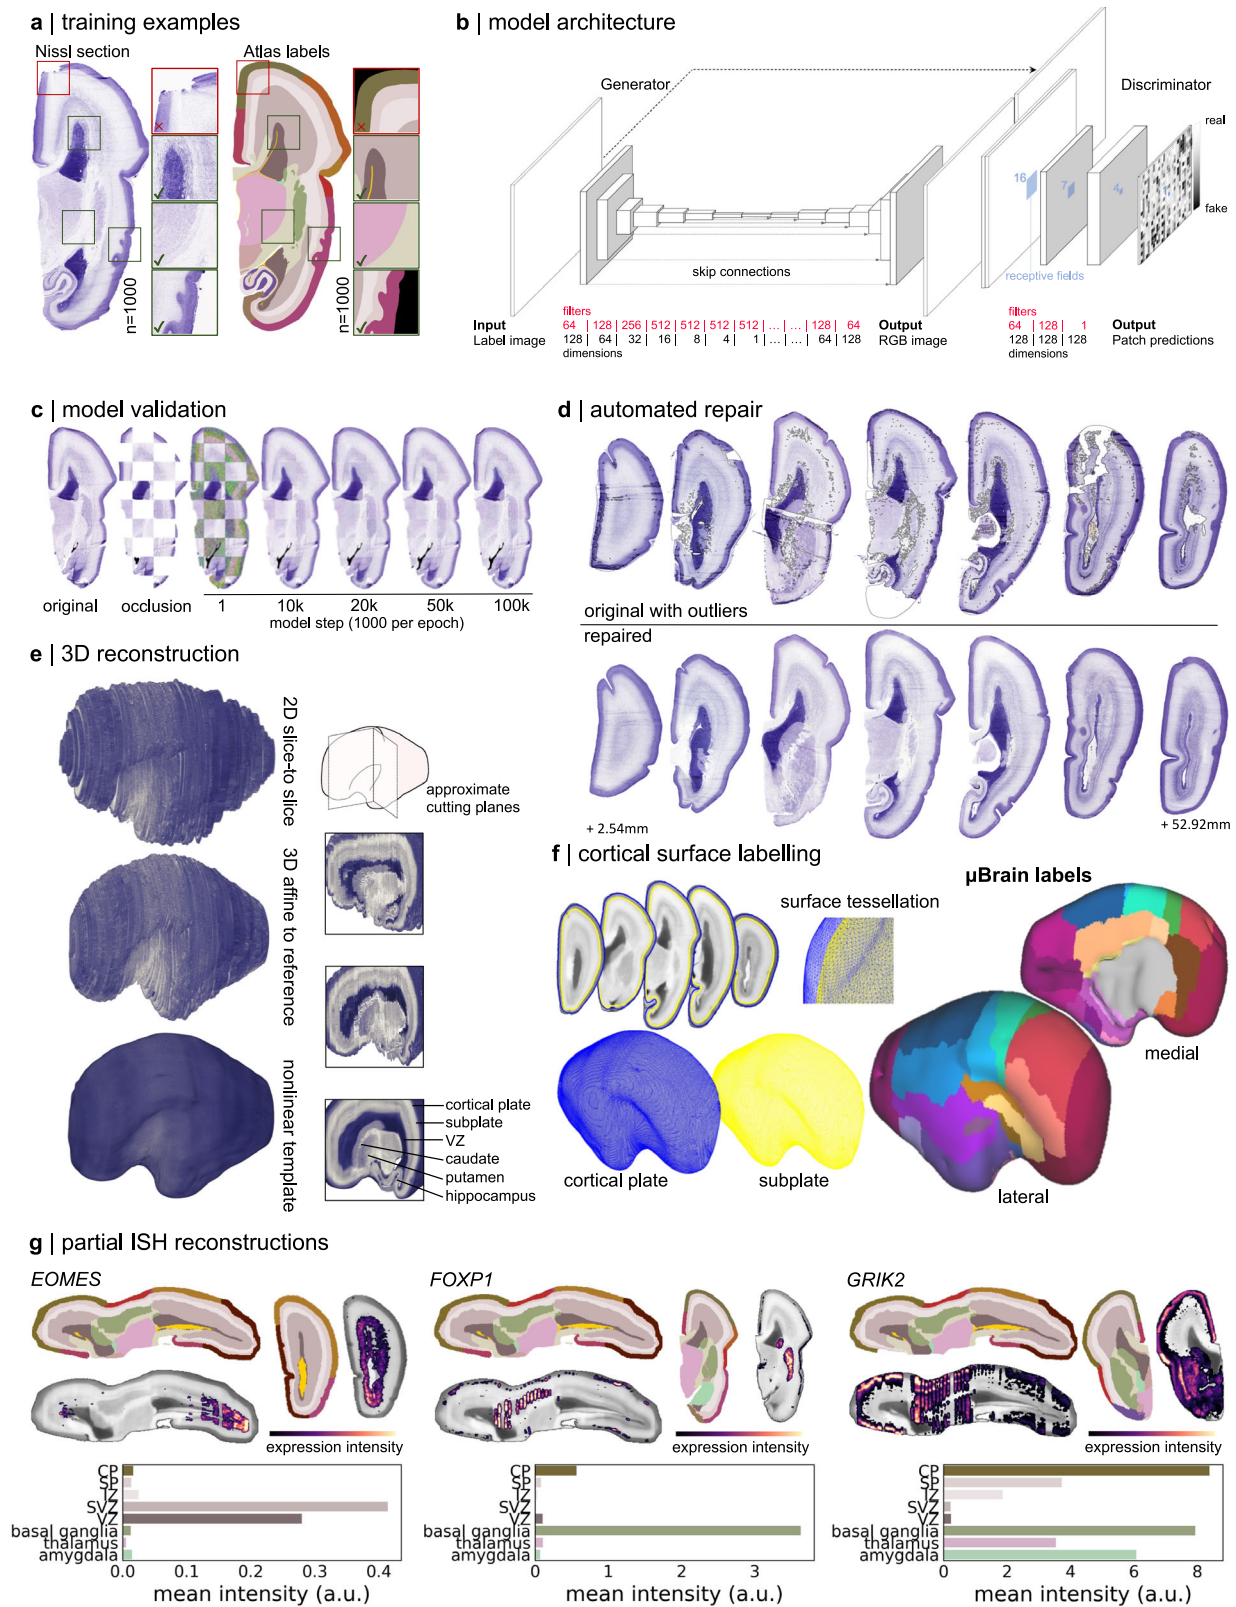 a | training examples
Nissl section
Atlas labels
n=1000
n=1000
b | model architecture
Generator
Discriminator
real
fake
16
7
4
1
receptive fields
skip connections
filters
Input 64 | 128 | 256 | 512 | 512 | 512 | 512 | ... | ... | 128 | 64 Output
Label image 128 | 64 | 32 | 16 | 8 | 4 | 1 | ... | ... | 64 | 128 RGB image
dimensions
filters
64 | 128 | 1 Output
128 | 128 | 128 Patch predictions
dimensions
c | model validation
original
occlusion
1
10k
20k
50k
100k
model step (1000 per epoch)
d | automated repair
original with outliers
repaired
+ 2.54mm
+ 52.92mm
e | 3D reconstruction
2D slice-to slice
3D affine to reference
nonlinear template
approximate
cutting planes
cortical plate
subplate
VZ
caudate
putamen
hippocampus
f | cortical surface labelling
surface tessellation
cortical plate
subplate
μBrain labels
medial
lateral
g | partial ISH reconstructions
EOMES
expression intensity
CP
SP
IZ
SVZ
VZ
basal ganglia
thalamus
amygdala
0.0 0.1 0.2 0.3 0.4
mean intensity (a.u.)
FOXP1
expression intensity
CP
SP
IZ
SVZ
VZ
basal ganglia
thalamus
amygdala
0 1 2 3
mean intensity (a.u.)
GRIK2
expression intensity
CP
SP
IZ
SVZ
VZ
basal ganglia
thalamus
amygdala
0 2 4 6 8
mean intensity (a.u.)